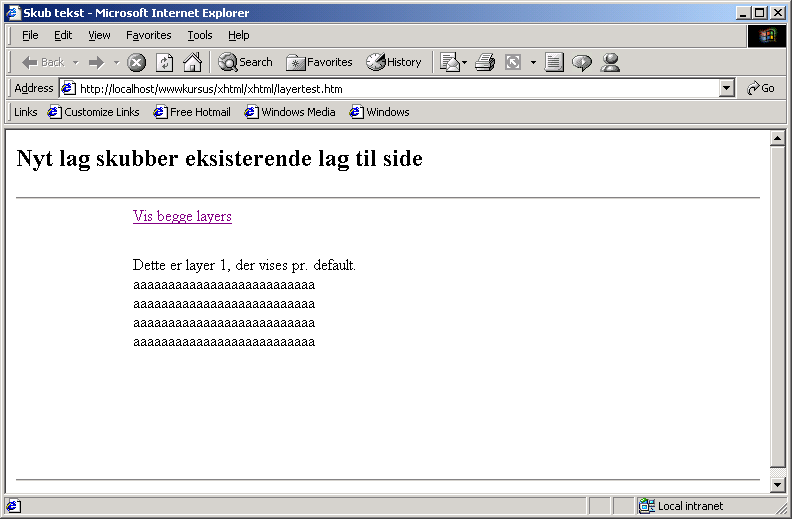 Skub tekst - Microsoft Internet Explorer
File Edit View Favorites Tools Help
Back Search Favorites History
Address http://localhost/wwwkursus/xhtml/xhtml/layertest.htm Go
Links Customize Links Free Hotmail Windows Media Windows
Nyt lag skubber eksisterende lag til side
Vis begge layers
Dette er layer 1, der vises pr. default.
aaaaaaaaaaaaaaaaaaaaaaaaaa
aaaaaaaaaaaaaaaaaaaaaaaaaa
aaaaaaaaaaaaaaaaaaaaaaaaaa
aaaaaaaaaaaaaaaaaaaaaaaaaa
Local intranet